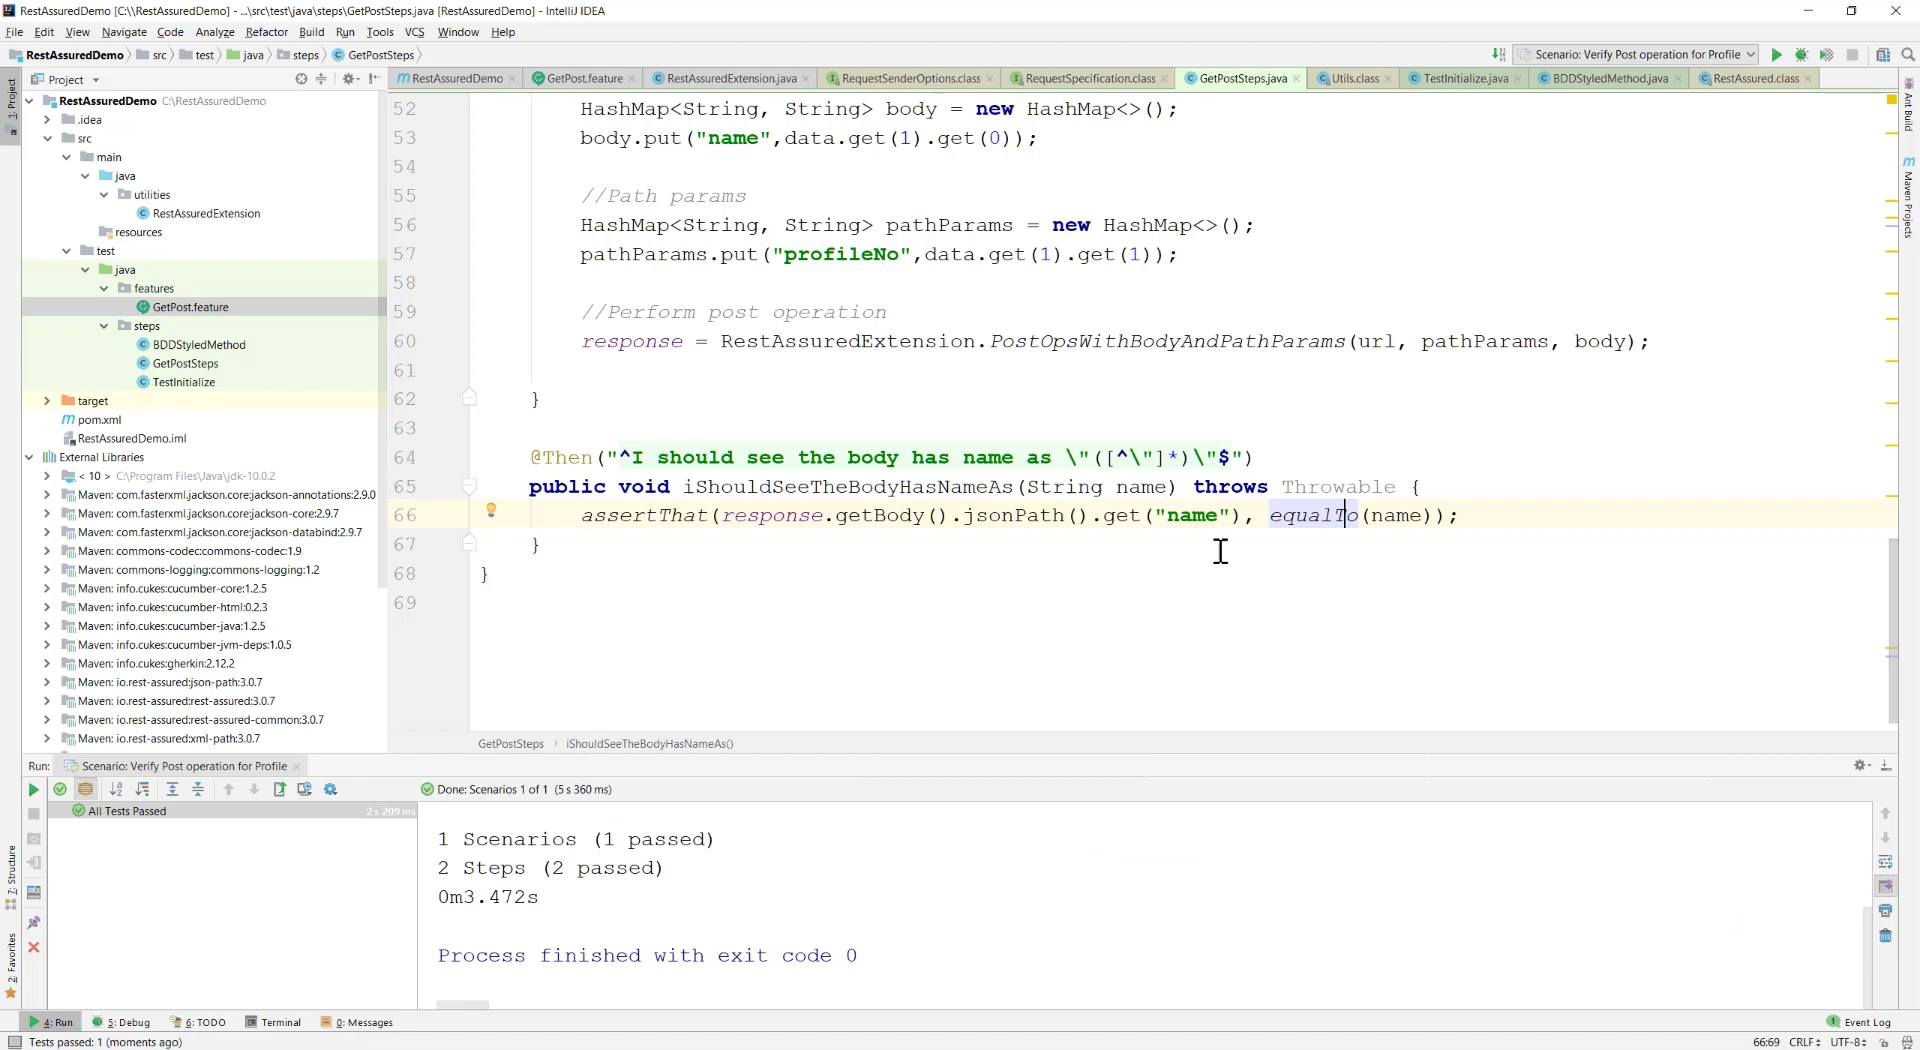 RestAssuredDemo [C:\\RestAssuredDemo] - ...\src\test\java\steps\GetPostSteps.java [RestAssuredDemo] - IntelliJ IDEA
File Edit View Navigate Code Analyze Refactor Build Run Tools VCS Window Help
RestAssuredDemo src test java steps GetPostSteps
Scenario: Verify Post operation for Profile
Project
RestAssuredDemo GetPost.feature RestAssuredExtension.java RequestSenderOptions.class RequestSpecification.class GetPostSteps.java Utils.class TestInitialize.java BDDStyledMethod.java RestAssured.class
1: Project
Ant Build
Maven Projects
RestAssuredDemo C:\RestAssuredDemo
.idea
src
main
java
utilities
RestAssuredExtension
resources
test
java
features
GetPost.feature
steps
BDDStyledMethod
GetPostSteps
TestInitialize
target
pom.xml
RestAssuredDemo.iml
External Libraries
< 10 > C:\Program Files\Java\jdk-10.0.2
Maven: com.fasterxml.jackson.core:jackson-annotations:2.9.0
Maven: com.fasterxml.jackson.core:jackson-core:2.9.7
Maven: com.fasterxml.jackson.core:jackson-databind:2.9.7
Maven: commons-codec:commons-codec:1.9
Maven: commons-logging:commons-logging:1.2
Maven: info.cukes:cucumber-core:1.2.5
Maven: info.cukes:cucumber-html:0.2.3
Maven: info.cukes:cucumber-java:1.2.5
Maven: info.cukes:cucumber-jvm-deps:1.0.5
Maven: info.cukes:gherkin:2.12.2
Maven: io.rest-assured:json-path:3.0.7
Maven: io.rest-assured:rest-assured:3.0.7
Maven: io.rest-assured:rest-assured-common:3.0.7
Maven: io.rest-assured:xml-path:3.0.7
52 HashMap<String, String> body = new HashMap<>();
53 body.put("name",data.get(1).get(0));
54
55 //Path params
56 HashMap<String, String> pathParams = new HashMap<>();
57 pathParams.put("profileNo",data.get(1).get(1));
58
59 //Perform post operation
60 response = RestAssuredExtension.PostOpsWithBodyAndPathParams(url, pathParams, body);
61
62 }
63
64 @Then("^I should see the body has name as \"([^\"]*)\"$")
65 public void iShouldSeeTheBodyHasNameAs(String name) throws Throwable {
66 assertThat(response.getBody().jsonPath().get("name"), equalTo(name));
67 }
68 }
69
GetPostSteps iShouldSeeTheBodyHasNameAs()
Run: Scenario: Verify Post operation for Profile
Done: Scenarios 1 of 1 (5 s 360 ms)
All Tests Passed 2 s 209 ms
1 Scenarios (1 passed)
2 Steps (2 passed)
0m3.472s
Process finished with exit code 0
7: Structure
2: Favorites
4: Run 5: Debug 6: TODO Terminal 0: Messages 1 Event Log
Tests passed: 1 (moments ago) 66:69 CRLF UTF-8